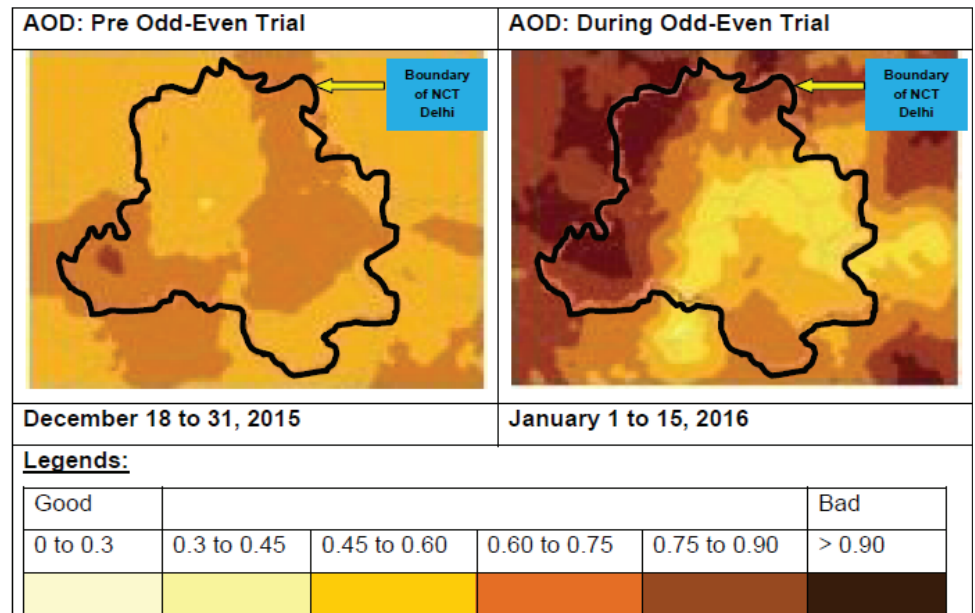 AOD: Pre Odd-Even Trial
AOD: During Odd-Even Trial
Boundary
of NCT
Delhi
Boundary
of NCT
Delhi
December 18 to 31, 2015
January 1 to 15, 2016
Legends:
Good
Bad
0 to 0.3
0.3 to 0.45
0.45 to 0.60
0.60 to 0.75
0.75 to 0.90
> 0.90